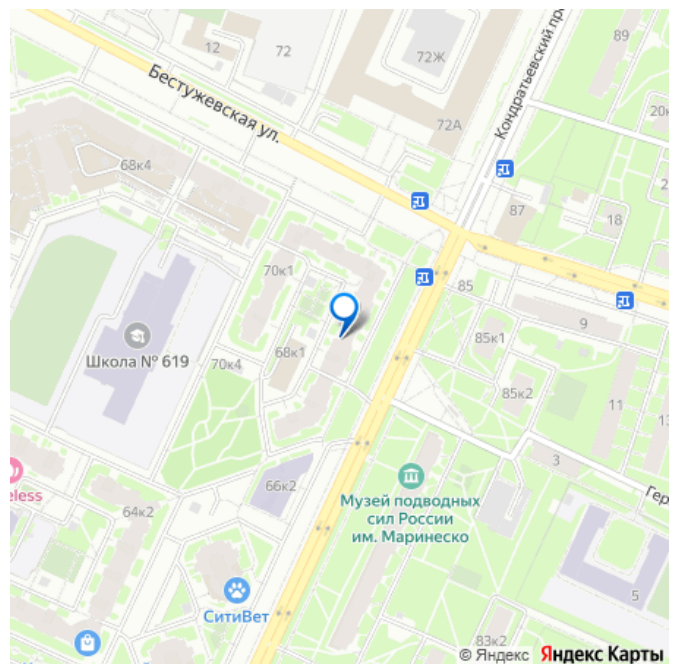 89
12
72
72Ж
Бестужевская ул.
Кондратьевский пр
72А
68к4
87
18
70к1
85
9
85к1
Школа № 619
70к4
68к1
85к2
11
3
66к2
Музей подводных
сил России
им. Маринеско
Гер
eless
64к2
5
СитиВет
83к2
© Яндекс Яндекс Карты